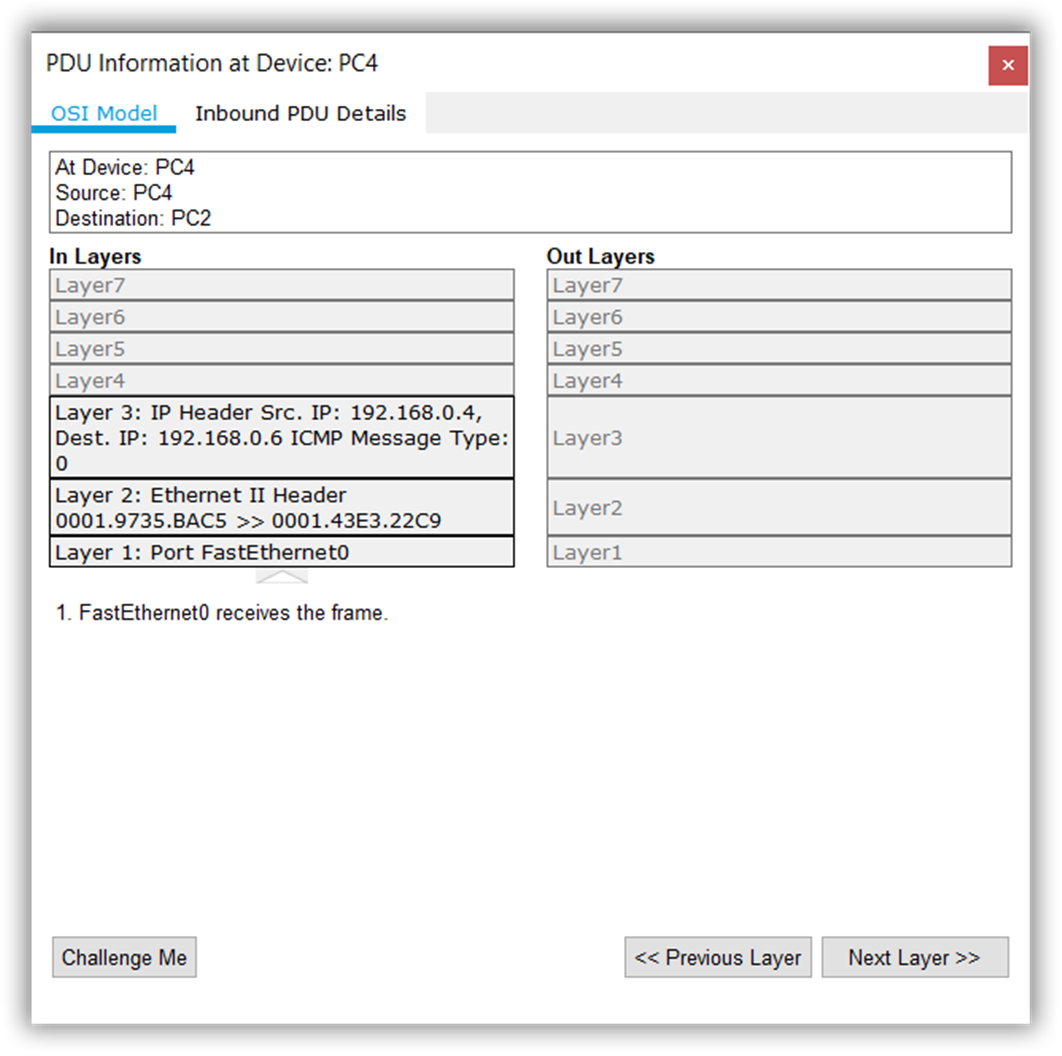 PDU Information at Device: PC4
×
OSI Model
Inbound PDU Details
At Device: PC4
Source: PC4
Destination: PC2
In Layers
Layer7
Layer6
Layer5
Layer4
Layer 3: IP Header Src. IP: 192.168.0.4,
Dest. IP: 192.168.0.6 ICMP Message Type:
0
Layer 2: Ethernet II Header
0001.9735.BAC5 >> 0001.43E3.22C9
Layer 1: Port FastEthernet0
Out Layers
Layer7
Layer6
Layer5
Layer4
Layer3
Layer2
Layer1
1. FastEthernet0 receives the frame.
Challenge Me
<< Previous Layer
Next Layer >>